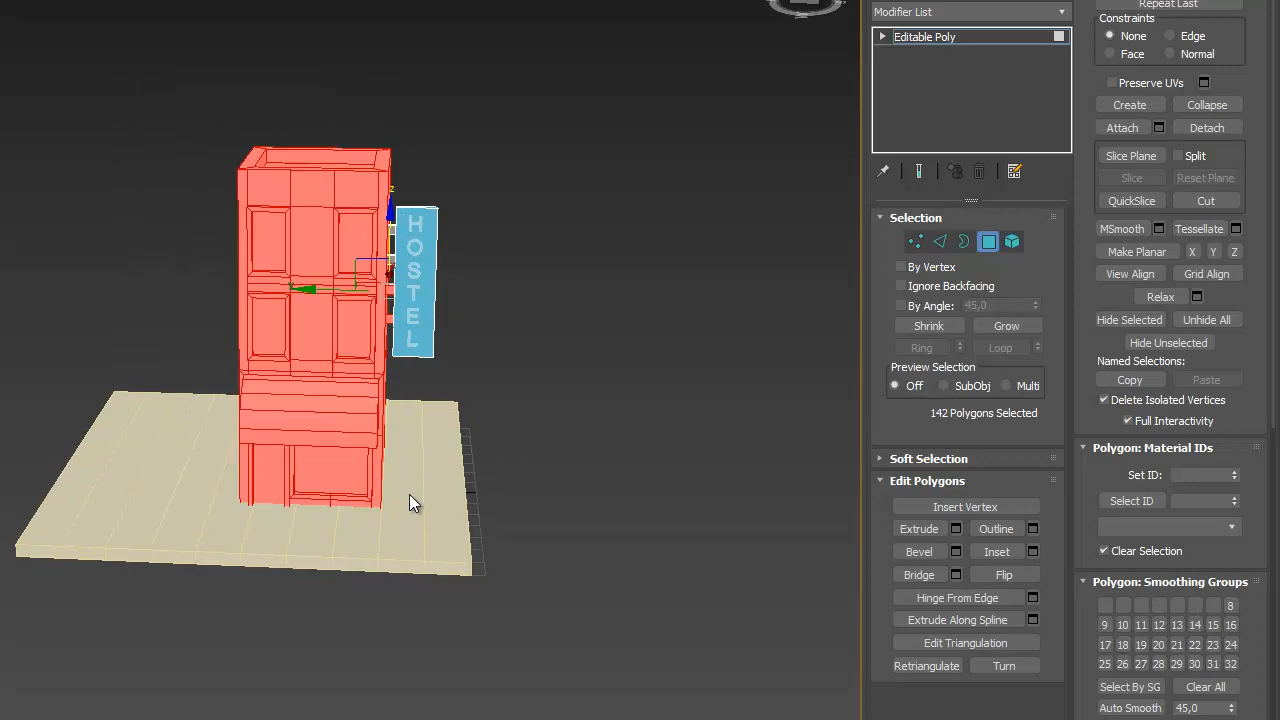 z
H
O
S
T
E
L
Modifier List
Editable Poly
Selection
By Vertex
Ignore Backfacing
By Angle: 45,0
Shrink Grow
Ring Loop
Preview Selection
Off SubObj Multi
142 Polygons Selected
Soft Selection
Edit Polygons
Insert Vertex
Extrude Outline
Bevel Inset
Bridge Flip
Hinge From Edge
Extrude Along Spline
Edit Triangulation
Retriangulate Turn
Repeat Last
Constraints
None Edge
Face Normal
Preserve UVs
Create Collapse
Attach Detach
Slice Plane Split
Slice Reset Plane
QuickSlice Cut
MSmooth Tessellate
Make Planar X Y Z
View Align Grid Align
Relax
Hide Selected Unhide All
Hide Unselected
Named Selections:
Copy Paste
Delete Isolated Vertices
Full Interactivity
Polygon: Material IDs
Set ID:
Select ID
Clear Selection
Polygon: Smoothing Groups
8
9 10 11 12 13 14 15 16
17 18 19 20 21 22 23 24
25 26 27 28 29 30 31 32
Select By SG Clear All
Auto Smooth 45,0